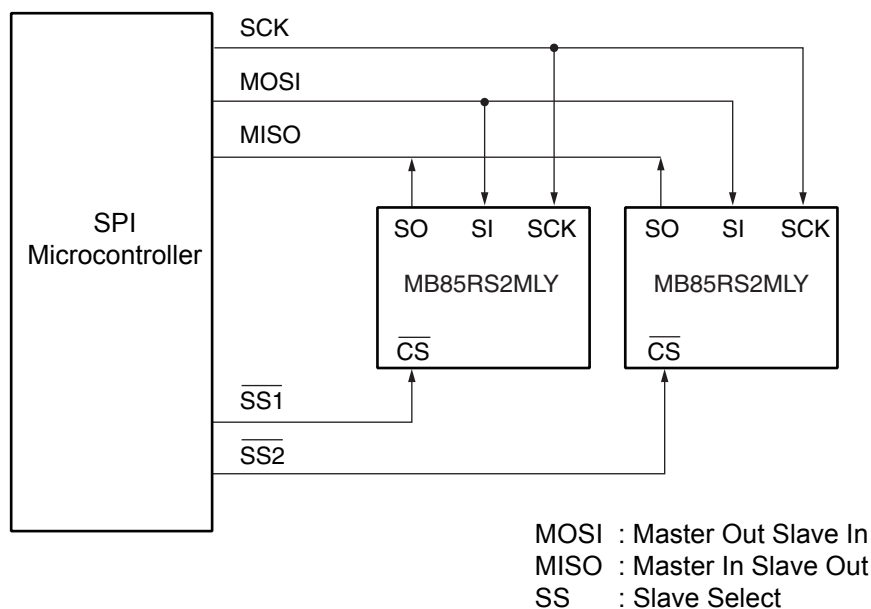 SCK
MOSI
MISO
SPI
Microcontroller
SO SI SCK
MB85RS2MLY
CS
SO SI SCK
MB85RS2MLY
CS
SS1
SS2
MOSI : Master Out Slave In
MISO : Master In Slave Out
SS : Slave Select